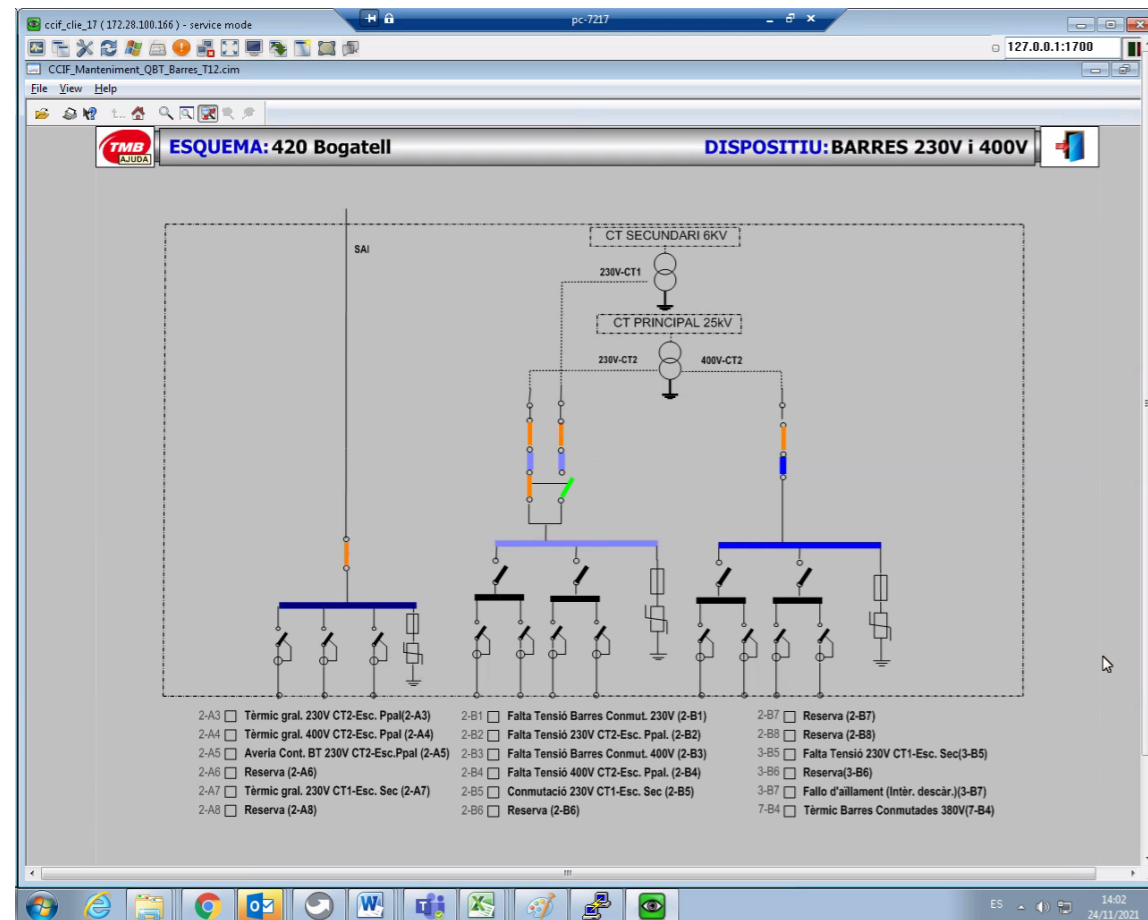 ccif_clie_17 ( 172.28.100.166 ) - service mode
pc-7217
127.0.0.1:1700
CCIF_Manteniment_QBT_Barres_T12.cim
File View Help
TMB
AJUDA
ESQUEMA: 420 Bogatell
DISPOSITIU: BARRES 230V i 400V
SAI
CT SECUNDARI 6KV
230V-CT1
CT PRINCIPAL 25kV
230V-CT2
400V-CT2
2-A3 Tèrmic gral. 230V CT2-Esc. Ppal(2-A3)
2-A4 Tèrmic gral. 400V CT2-Esc. Ppal (2-A4)
2-A5 Averia Cont. BT 230V CT2-Esc.Ppal (2-A5)
2-A6 Reserva (2-A6)
2-A7 Tèrmic gral. 230V CT1-Esc. Sec (2-A7)
2-A8 Reserva (2-A8)
2-B1 Falta Tensió Barres Conmut. 230V (2-B1)
2-B2 Falta Tensió 230V CT2-Esc. Ppal. (2-B2)
2-B3 Falta Tensió Barres Conmut. 400V (2-B3)
2-B4 Falta Tensió 400V CT2-Esc. Ppal. (2-B4)
2-B5 Conmutació 230V CT1-Esc. Sec (2-B5)
2-B6 Reserva (2-B6)
2-B7 Reserva (2-B7)
2-B8 Reserva (2-B8)
3-B5 Falta Tensió 230V CT1-Esc. Sec(3-B5)
3-B6 Reserva(3-B6)
3-B7 Fallo d'aïllament (Intèr. descàr.)(3-B7)
7-B4 Tèrmic Barres Conmutades 380V(7-B4)
ES
14:02
24/11/2021